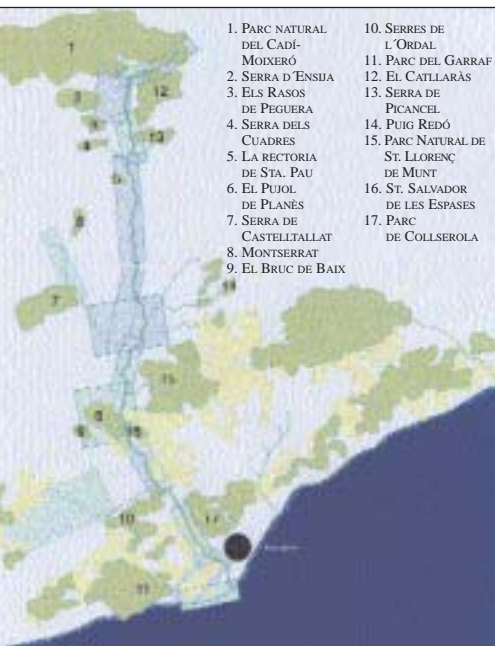 1. PARC NATURAL
DEL CADÍ-
MOIXERÓ
2. SERRA D´ENSIJA
3. ELS RASOS
DE PEGUERA
4. SERRA DELS
CUADRES
5. LA RECTORIA
DE STA. PAU
6. EL PUJOL
DE PLANÈS
7. SERRA DE
CASTELLTALLAT
8. MONTSERRAT
9. EL BRUC DE BAIX
10. SERRES DE
L´ORDAL
11. PARC DEL GARRAF
12. EL CATLLARÀS
13. SERRA DE
PICANCEL
14. PUIG REDÓ
15. PARC NATURAL DE
ST. LLORENÇ
DE MUNT
16. ST. SALVADOR
DE LES ESPASES
17. PARC
DE COLLSEROLA
1
3
12
13
7
14
15
10
17
11